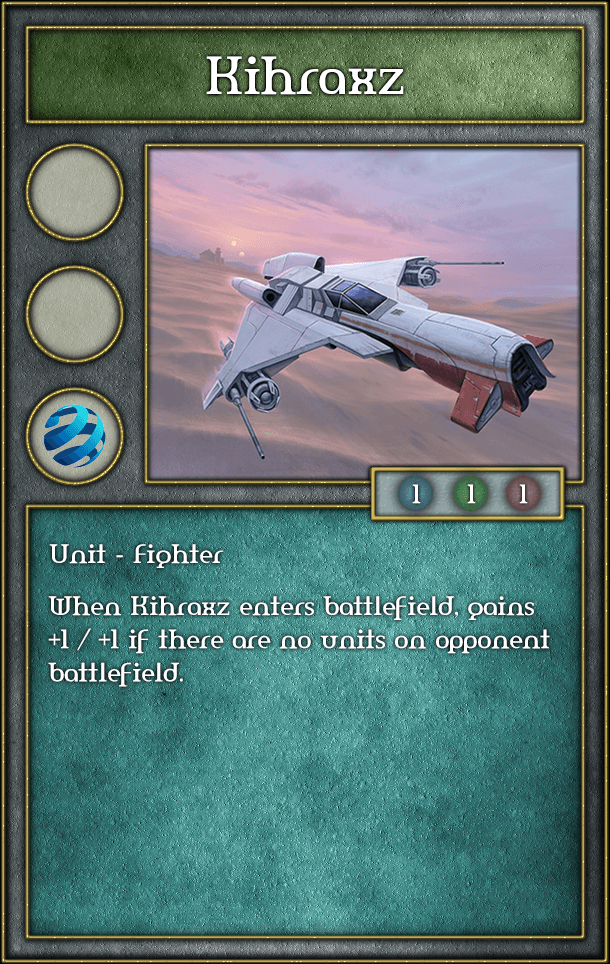 Kihraxz
1 1 1
Unit - Fighter
When Kihraxz enters battlefield, gains
+1 / +1 if there are no units on opponent
battlefield.